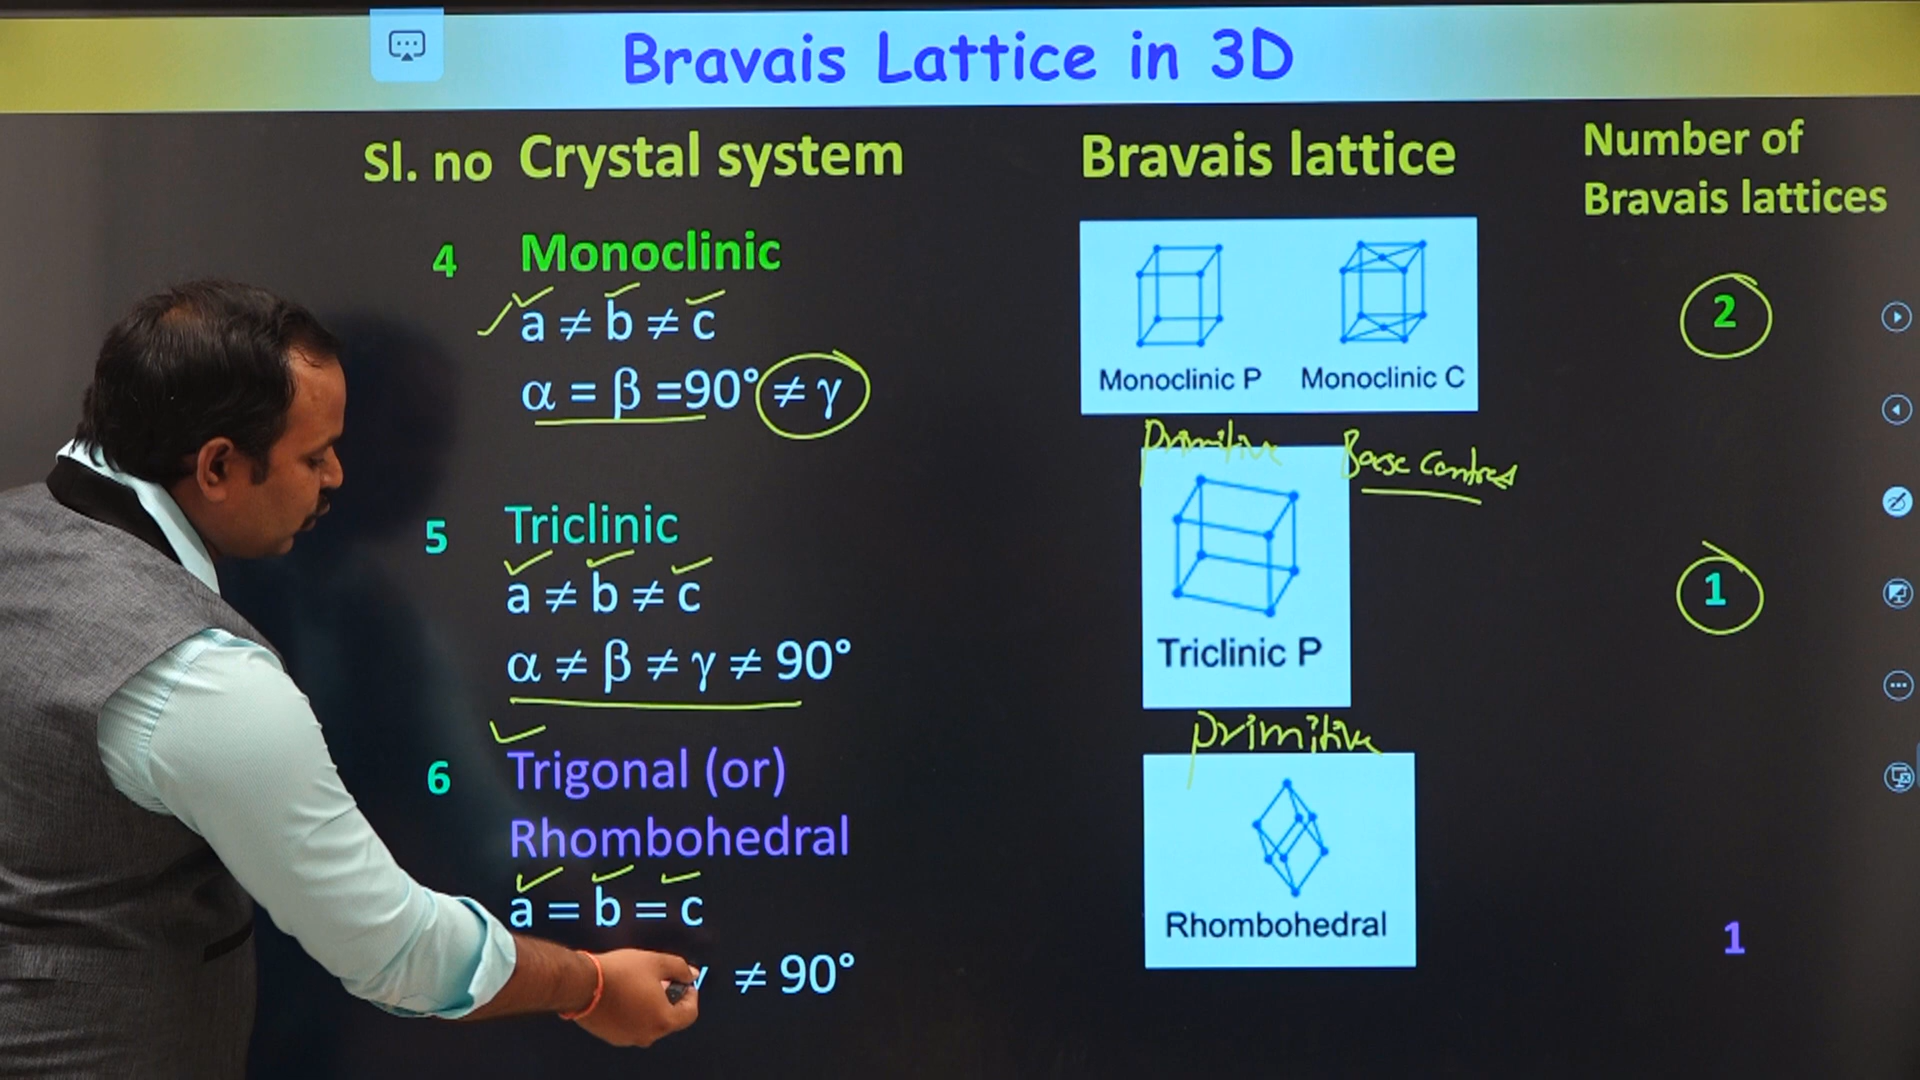 Bravais Lattice in 3D
Sl. no Crystal system Bravais lattice Number of Bravais lattices
4 Monoclinic
a ≠ b ≠ c
α = β =90° ≠ γ
Monoclinic P Monoclinic C
2
Primitive Base Centred
5 Triclinic
a ≠ b ≠ c
α ≠ β ≠ γ ≠ 90°
Triclinic P
1
primitive
6 Trigonal (or)
Rhombohedral
a = b = c
≠ 90°
Rhombohedral
1